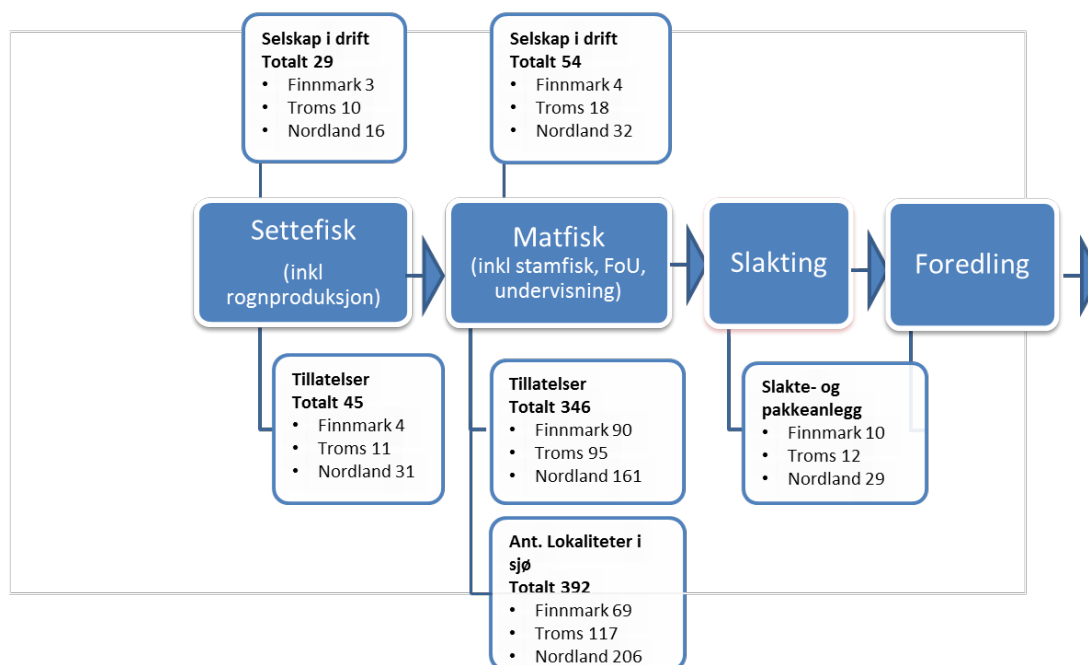 Selskap i drift
Totalt 29
• Finnmark 3
• Troms 10
• Nordland 16
Selskap i drift
Totalt 54
• Finnmark 4
• Troms 18
• Nordland 32
Settefisk
(inkl
rognproduksjon)
Matfisk
(inkl stamfisk, FoU,
undervisning)
Slakting
Foredling
Tillatelser
Totalt 45
• Finnmark 4
• Troms 11
• Nordland 31
Tillatelser
Totalt 346
• Finnmark 90
• Troms 95
• Nordland 161
Slakte- og
pakkeanlegg
• Finnmark 10
• Troms 12
• Nordland 29
Ant. Lokaliteter i
sjø
Totalt 392
• Finnmark 69
• Troms 117
• Nordland 206